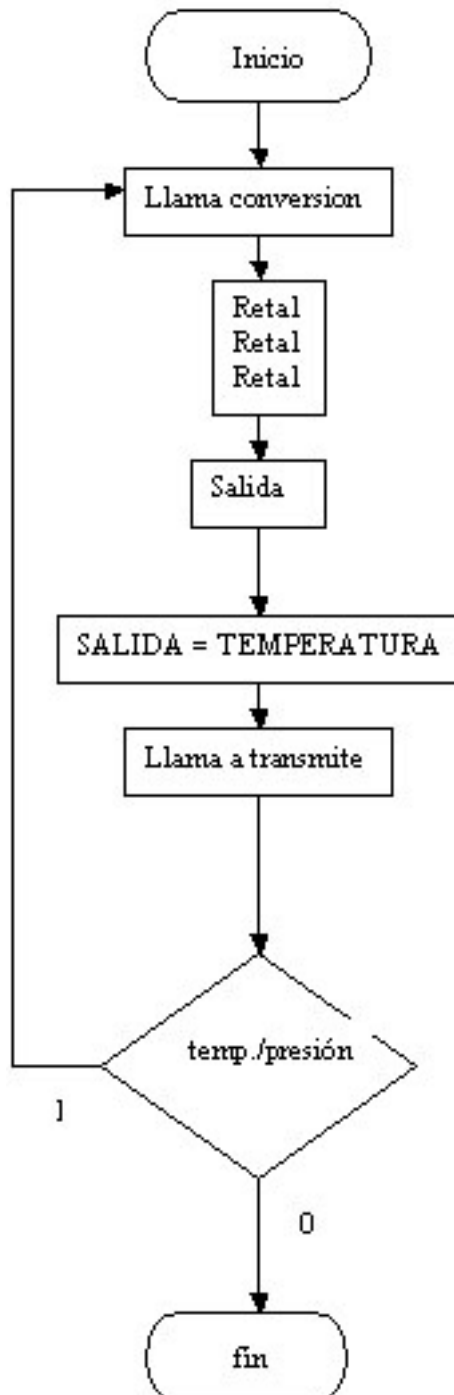 Inicio
Llama conversion
Retal
Retal
Retal
Salida
SALIDA = TEMPERATURA
Llama a transmite
temp./presión
1
0
fin